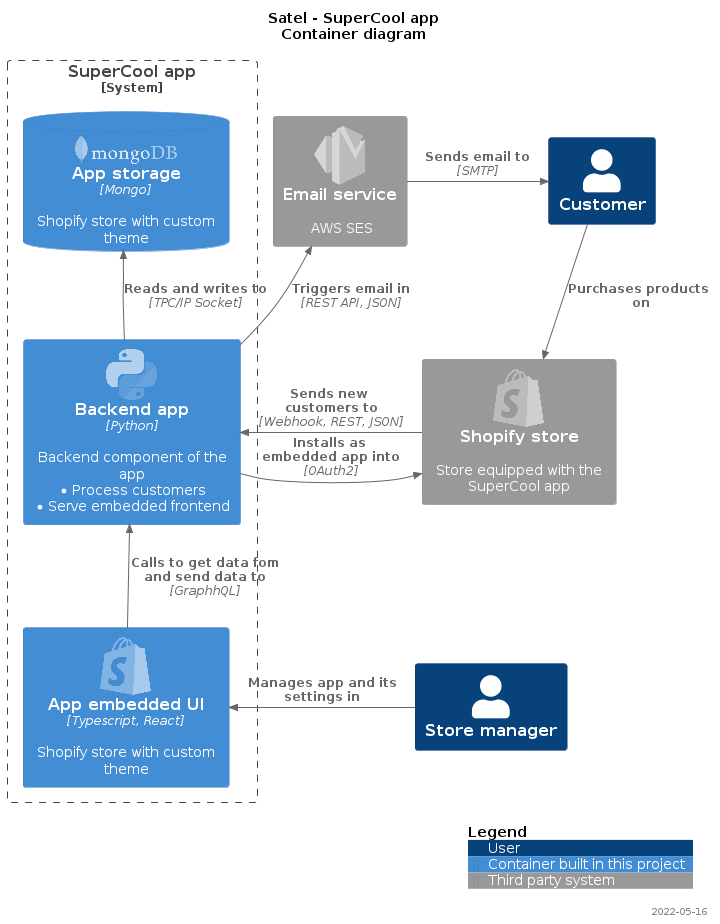 Satel - SuperCool app
Container diagram
SuperCool app
[System]
mongoDB
App storage
[Mongo]
Shopify store with custom
theme
Email service
AWS SES
Sends email to
[SMTP]
Customer
Reads and writes to
[TPC/IP Socket]
Triggers email in
[REST API, JSON]
Purchases products
on
Backend app
[Python]
Backend component of the
app
• Process customers
• Serve embedded frontend
Sends new
customers to
[Webhook, REST, JSON]
Installs as
embedded app into
[OAuth2]
Shopify store
Store equipped with the
SuperCool app
Calls to get data fom
and send data to
[GraphhQL]
App embedded UI
[Typescript, React]
Shopify store with custom
theme
Manages app and its
settings in
Store manager
Legend
User
Container built in this project
Third party system
2022-05-16